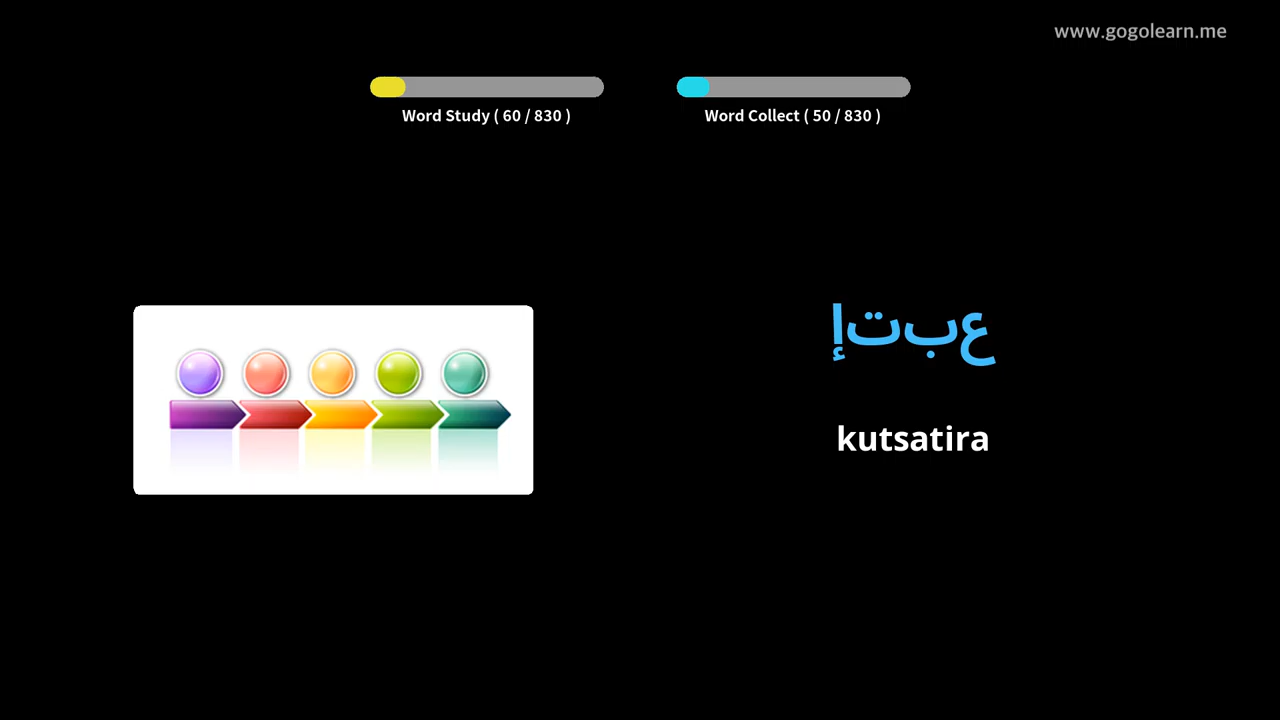 www.gogolearn.me
Word Study ( 60 / 830 )
Word Collect ( 50 / 830 )
إتبع
kutsatira